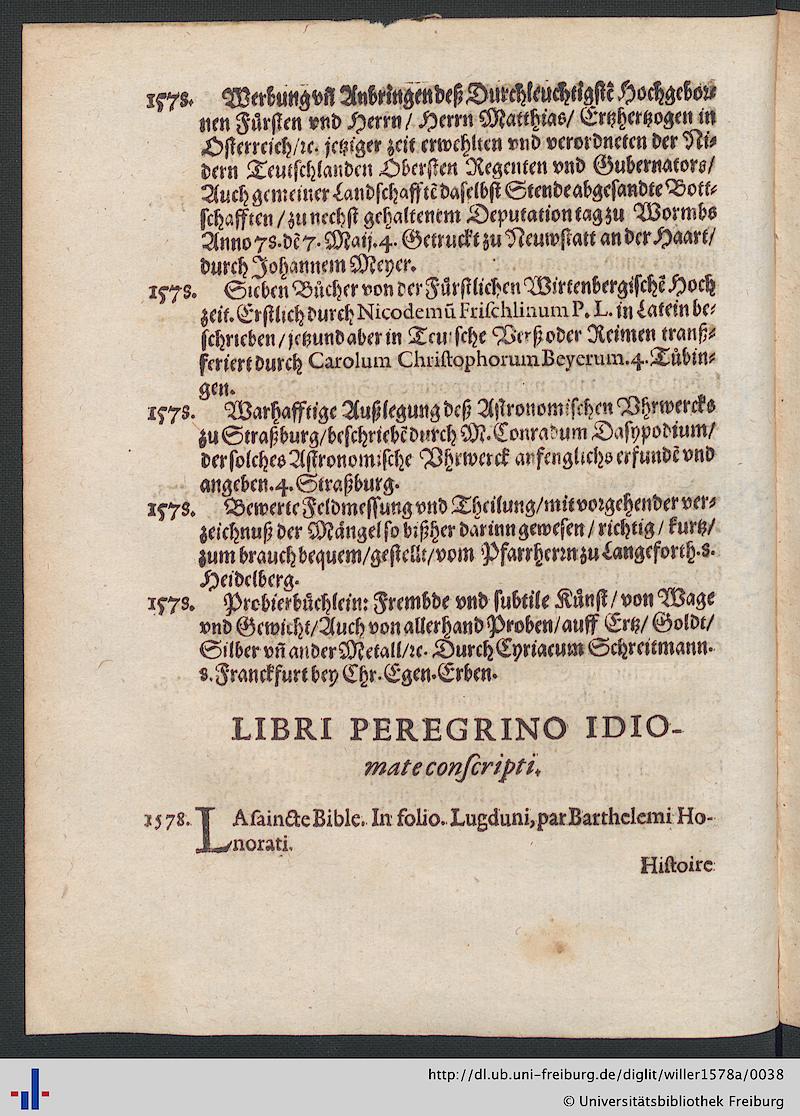 1578. Werbung vñ Anbringen deß Durchleuchtigstẽ Hochgebor⸗
nen Fürsten vnd Herrn/ Herrn Matthias/ Ertzhertzogen in
Osterreich/ꝛc. jetziger zeit erwehlten vnd verordneten der Ni⸗
dern Teutschlanden Obersten Regenten vnd Gubernators/
Auch gemeiner Landschafftẽ daselbst Stende abgesandte Bott⸗
schafften/ zu nechst gehaltenem Deputation tag zu Wormbs
Anno 78. dẽ 7. Maij. 4. Getruckt zu Neuwstatt an der Haart/
durch Johannem Meyer.
1578. Sieben Bücher von der Fürstlichen Wirtenbergischẽ Hoch
zeit. Erstlich durch Nicodemũ Friſchlinum P. L. in Latein be⸗
schrieben/ jetzund aber in Teutsche Verß oder Reimen tranß⸗
feriert durch Carolum Chriſtophorum Beyerum. 4. Tübin⸗
gen.
1578. Warhafftige Außlegung deß Astronomischen Vhrwercks
zu Straßburg/ beschriebẽ durch M. Conradum Dasypodium/
der solches Astronomische Vhrwerck anfenglichs erfundẽ vnd
angeben. 4. Straßburg.
1578. Bewerte Feldmessung vnd Theilung/ mit vorgehender ver⸗
zeichnuß der Mängel so bißher darinn gewesen/ richtig/ kurtz/
zum brauch bequem/ gestellt/ vom Pfarrherrn zu Langeforth. 8.
Heidelberg.
1578. Probierbüchlein: Frembde vnd subtile Künst/ von Wage
vnd Gewicht/ Auch von allerhand Proben/ auff Ertz/ Goldt/
Silber vñ ander Metall/ꝛc. Durch Cyriacum Schreitmann.
8. Franckfurt bey Chr. Egen. Erben.
LIBRI PEREGRINO IDIO-
mate conſcripti.
1578. LA sainĉte Bible. In folio. Lugduni, par Barthelemi Ho-
norati.
Hiſtoire
http://dl.ub.uni-freiburg.de/diglit/willer1578a/0038
© Universitätsbibliothek Freiburg